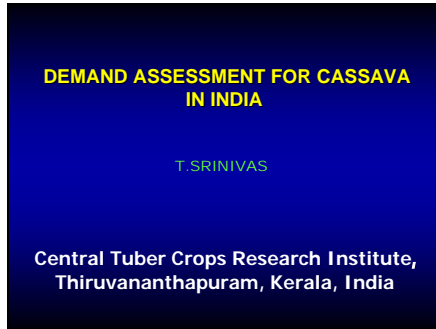 DEMAND ASSESSMENT FOR CASSAVA
IN INDIA
T.SRINIVAS
Central Tuber Crops Research Institute,
Thiruvananthapuram, Kerala, India